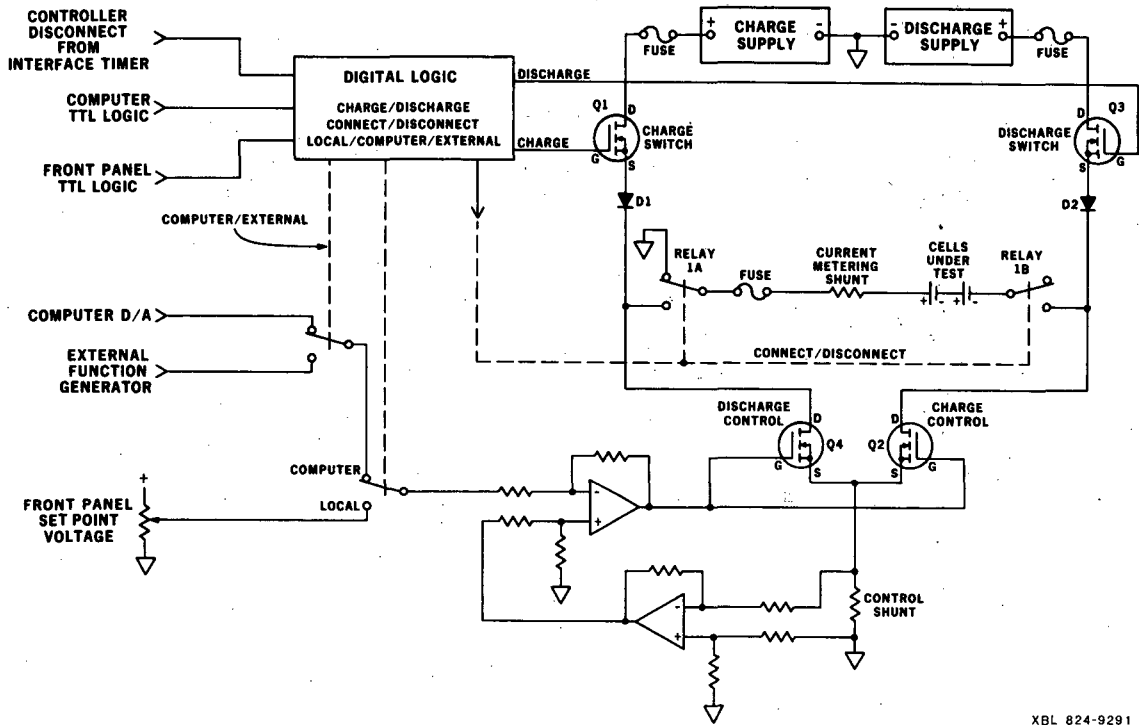 CONTROLLER
DISCONNECT
FROM
INTERFACE TIMER
COMPUTER
TTL LOGIC
FRONT PANEL
TTL LOGIC
DIGITAL LOGIC
CHARGE/DISCHARGE
CONNECT/DISCONNECT
LOCAL/COMPUTER/EXTERNAL
DISCHARGE
CHARGE
FUSE
+
CHARGE
SUPPLY
-
-
DISCHARGE
SUPPLY
+
FUSE
Q1
D
CHARGE
SWITCH
G
S
D1
D
Q3
DISCHARGE
SWITCH
S
G
D2
COMPUTER/EXTERNAL
RELAY
1A
FUSE
CURRENT
METERING
SHUNT
CELLS
UNDER
TEST
+ - + -
RELAY
1B
CONNECT/DISCONNECT
COMPUTER D/A
EXTERNAL
FUNCTION
GENERATOR
DISCHARGE
CONTROL
D
Q4
G
S
CHARGE
CONTROL
D
Q2
S
G
COMPUTER
LOCAL
+
FRONT PANEL
SET POINT
VOLTAGE
-
+
-
+
CONTROL
SHUNT
XBL 824-9291